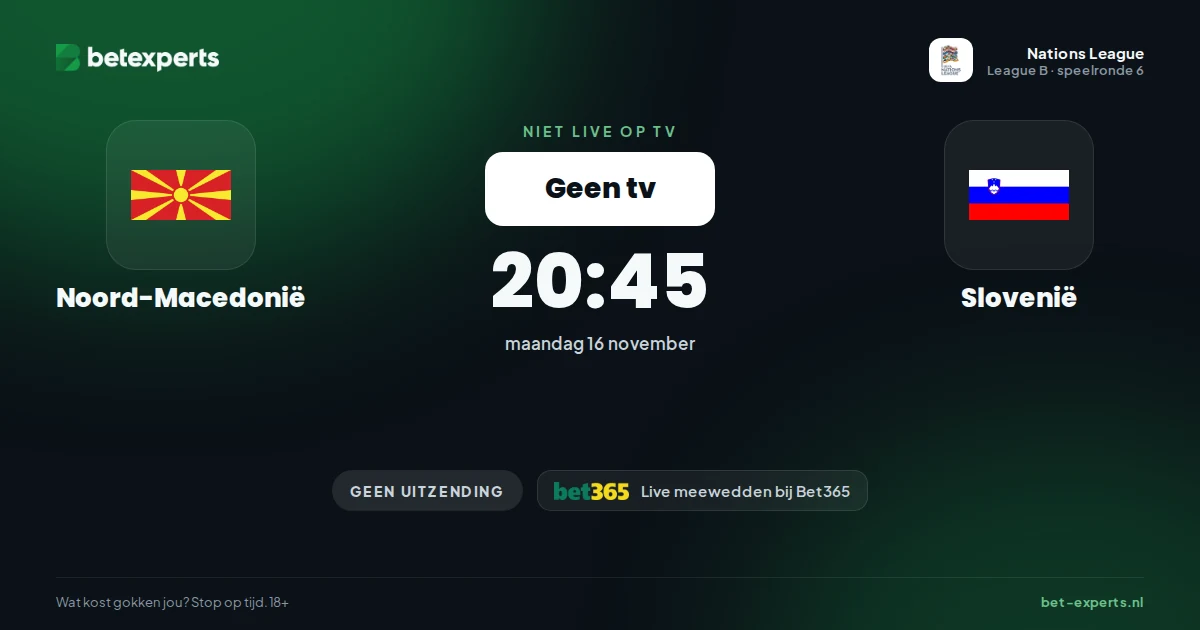 betexperts
Nations League
League B · speelronde 6
NIET LIVE OP TV
Geen tv
20:45
maandag 16 november
Noord-Macedonië
Slovenië
GEEN UITZENDING
bet365 Live meewedden bij Bet365
Wat kost gokken jou? Stop op tijd. 18+
bet-experts.nl